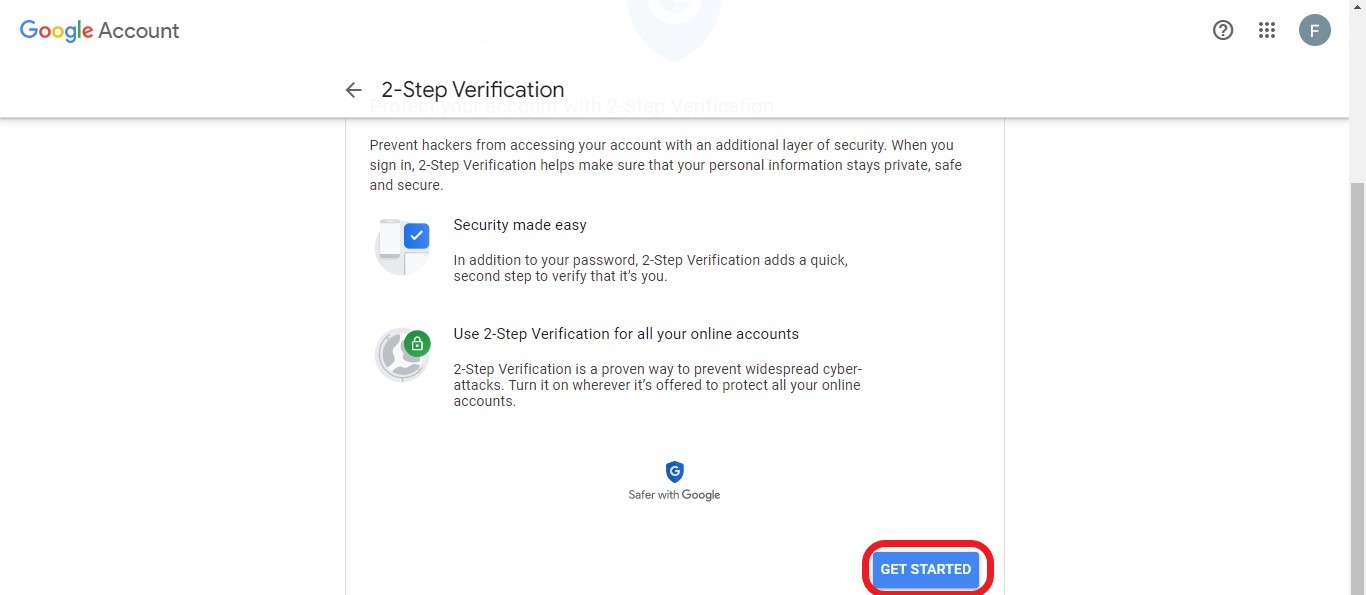 Google Account
F
2-Step Verification
Protect your account with 2-Step Verification
Prevent hackers from accessing your account with an additional layer of security. When you
sign in, 2-Step Verification helps make sure that your personal information stays private, safe
and secure.
Security made easy
In addition to your password, 2-Step Verification adds a quick,
second step to verify that it’s you.
Use 2-Step Verification for all your online accounts
2-Step Verification is a proven way to prevent widespread cyber-
attacks. Turn it on wherever it’s offered to protect all your online
accounts.
G
Safer with Google
GET STARTED